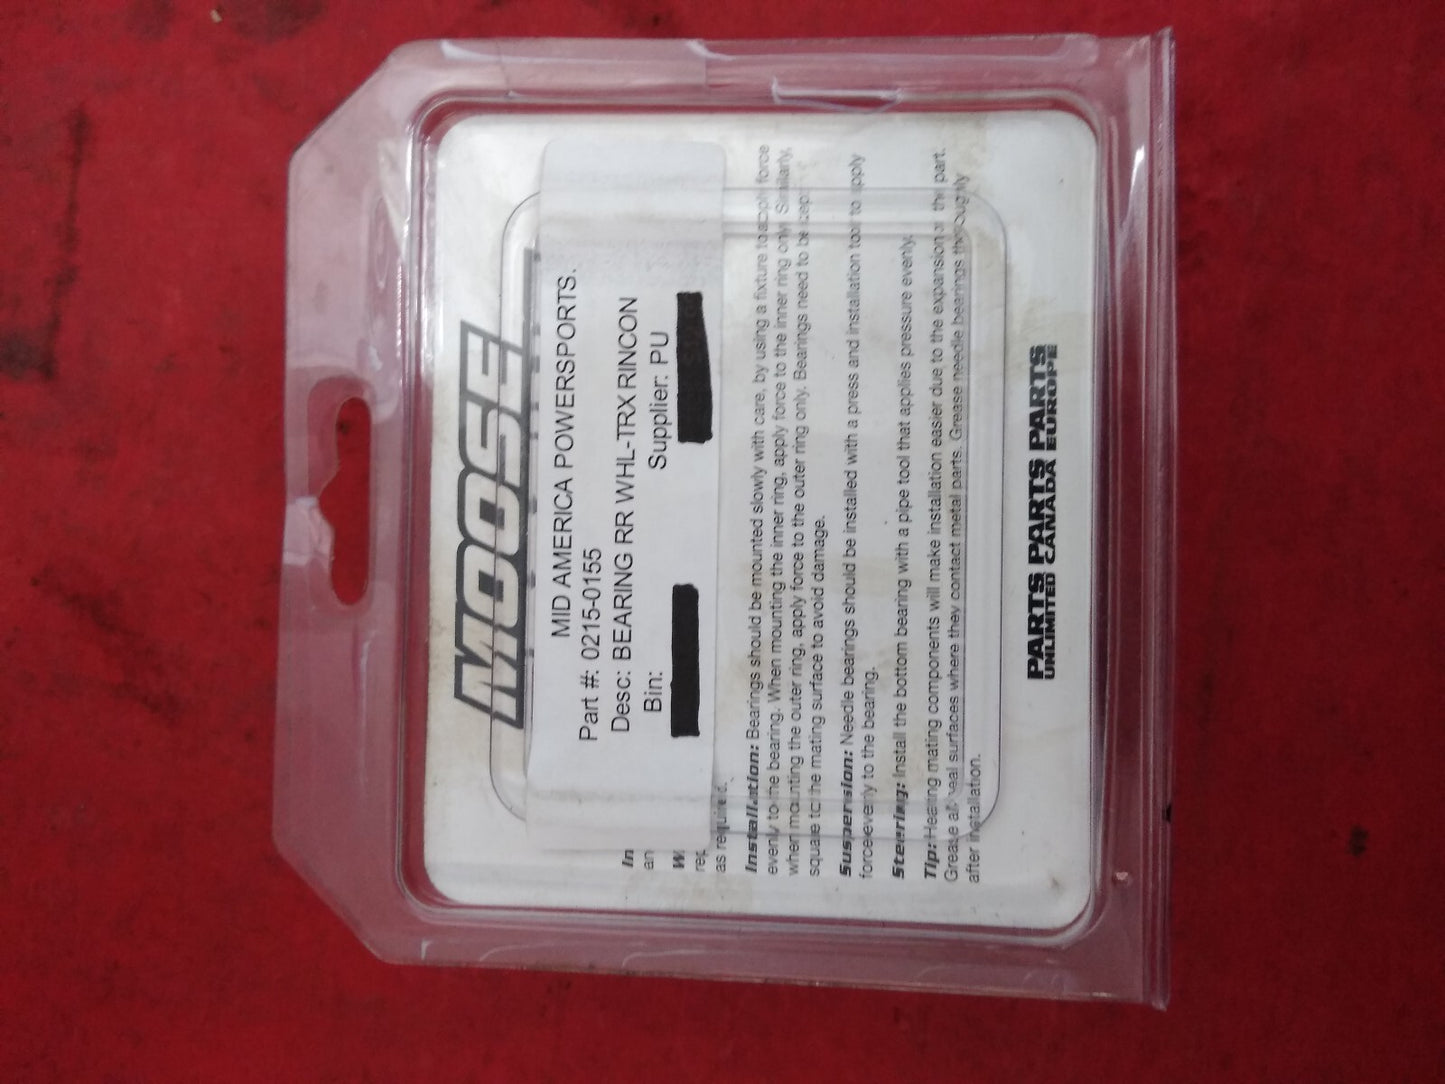 MOOSE
MID AMERICA POWERSPORTS.
Part #: 0215-0155
Desc: BEARING RR WHL-TRX RINCON
Bin: Supplier: PU
In
an
W
rep
as required.
Installation: Bearings should be mounted slowly with care, by using a fixture to apply force
evenly to the bearing. When mounting the inner ring, apply force to the inner ring only. Similarly,
when mounting the outer ring, apply force to the outer ring only. Bearings need to be kept
square to the mating surface to avoid damage.
Suspension: Needle bearings should be installed with a press and installation tool to apply
force evenly to the bearing.
Steering: Install the bottom bearing with a pipe tool that applies pressure evenly.
Tip: Heating mating components will make installation easier due to the expansion of the part.
Grease all seal surfaces where they contact metal parts. Grease needle bearings thoroughly
after installation.
PARTS PARTS PARTS
UNLIMITED CANADA EUROPE